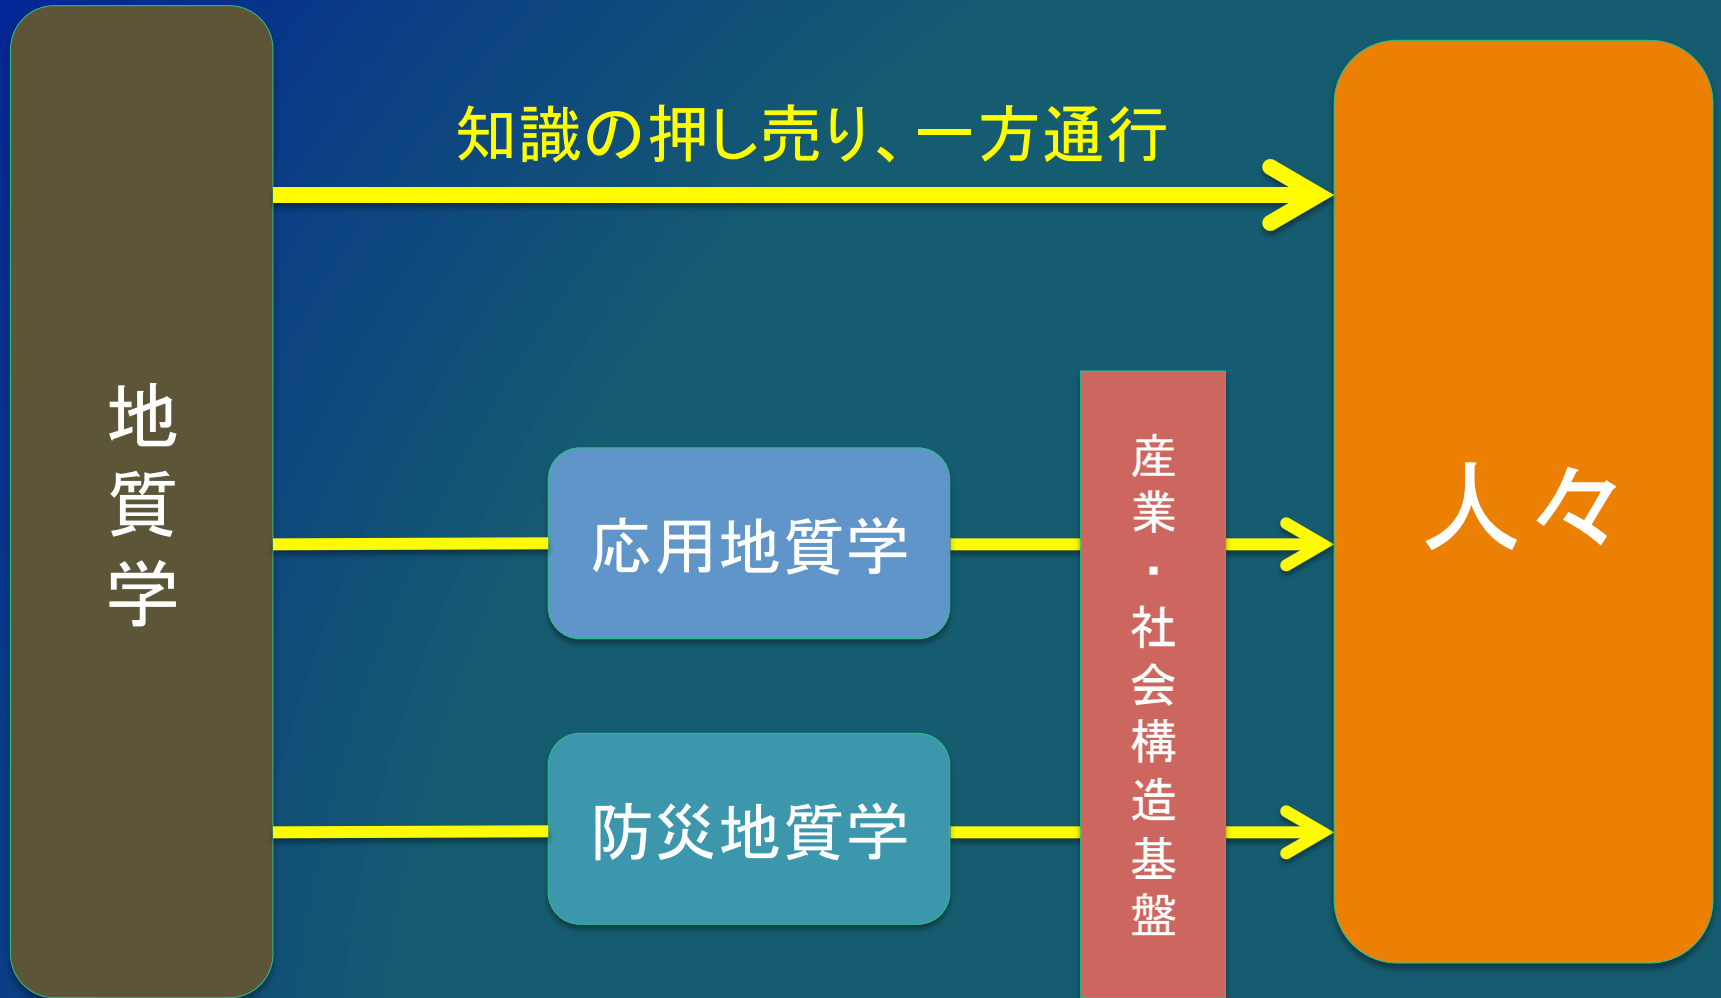 知識の押し売り、一方通行
地質学
応用地質学
防災地質学
産業・社会構造基盤
人々